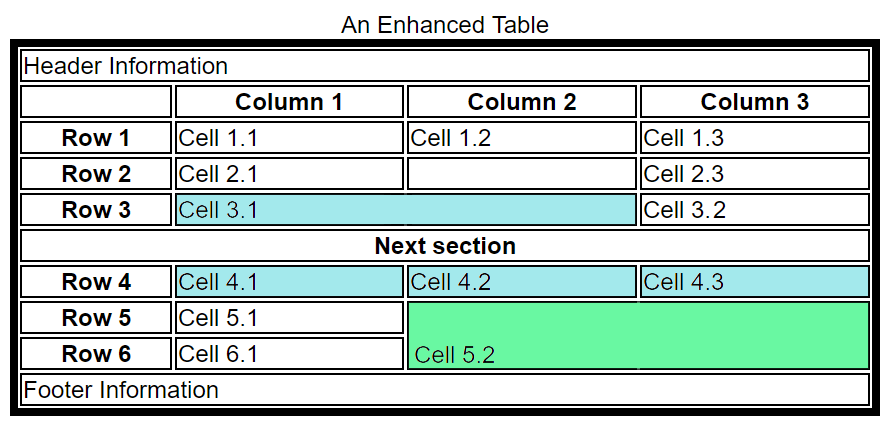 An Enhanced Table
Header Information
Column 1 Column 2 Column 3
Row 1 Cell 1.1 Cell 1.2 Cell 1.3
Row 2 Cell 2.1 Cell 2.3
Row 3 Cell 3.1 Cell 3.2
Next section
Row 4 Cell 4.1 Cell 4.2 Cell 4.3
Row 5 Cell 5.1
Row 6 Cell 6.1 Cell 5.2
Footer Information